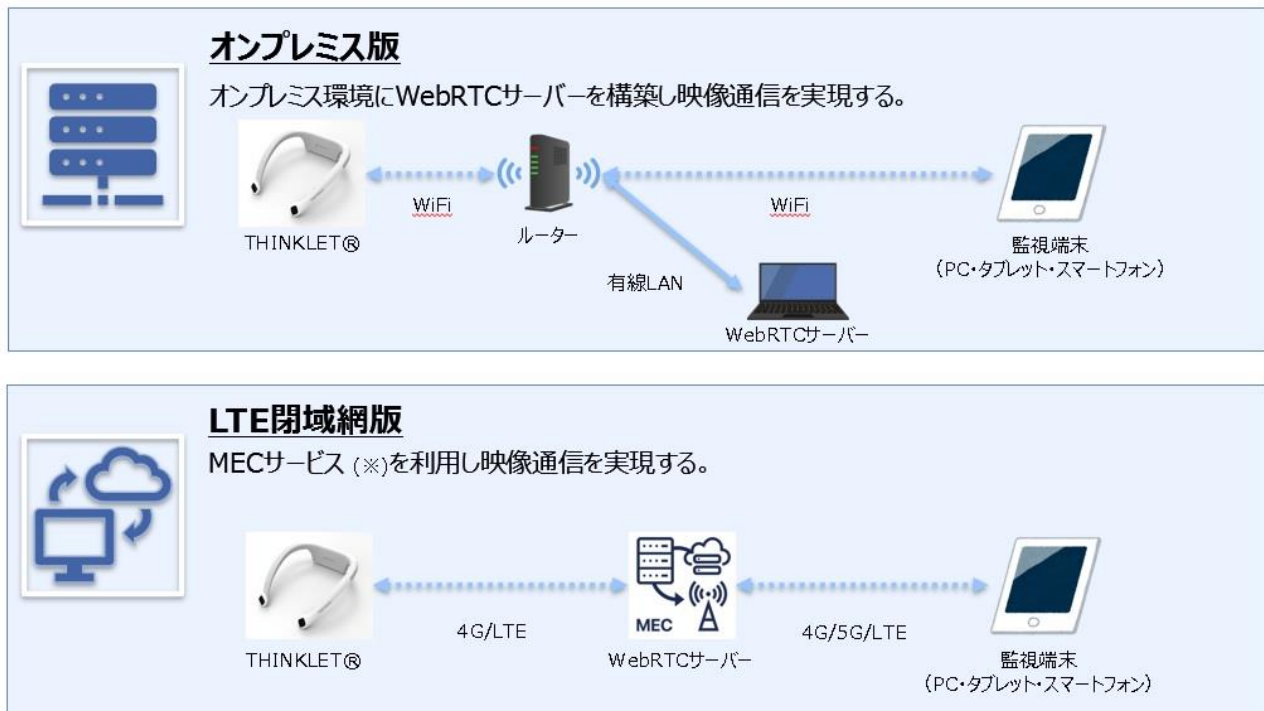 オンプレミス版
オンプレミス環境にWebRTCサーバーを構築し映像通信を実現する。
WiFi
WiFi
THINKLET®
ルーター
監視端末
（PC・タブレット・スマートフォン）
有線LAN
WebRTCサーバー
LTE閉域網版
MECサービス (※)を利用し映像通信を実現する。
MEC
4G/LTE
4G/5G/LTE
THINKLET®
WebRTCサーバー
監視端末
（PC・タブレット・スマートフォン）